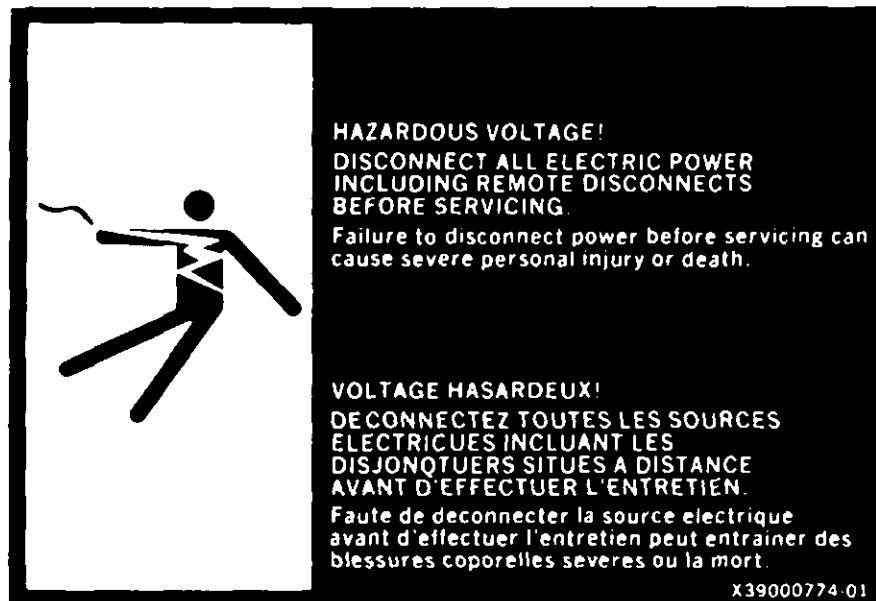 HAZARDOUS VOLTAGE!
DISCONNECT ALL ELECTRIC POWER
INCLUDING REMOTE DISCONNECTS
BEFORE SERVICING.
Failure to disconnect power before servicing can
cause severe personal injury or death.
VOLTAGE HASARDEUX!
DECONNECTEZ TOUTES LES SOURCES
ELECTRICUES INCLUANT LES
DISJONQTUERS SITUES A DISTANCE
AVANT D'EFFECTUER L'ENTRETIEN.
Faute de deconnecter la source electrique
avant d'effectuer l'entretien peut entrainer des
blessures coporelles severes ou la mort.
X39000774-01